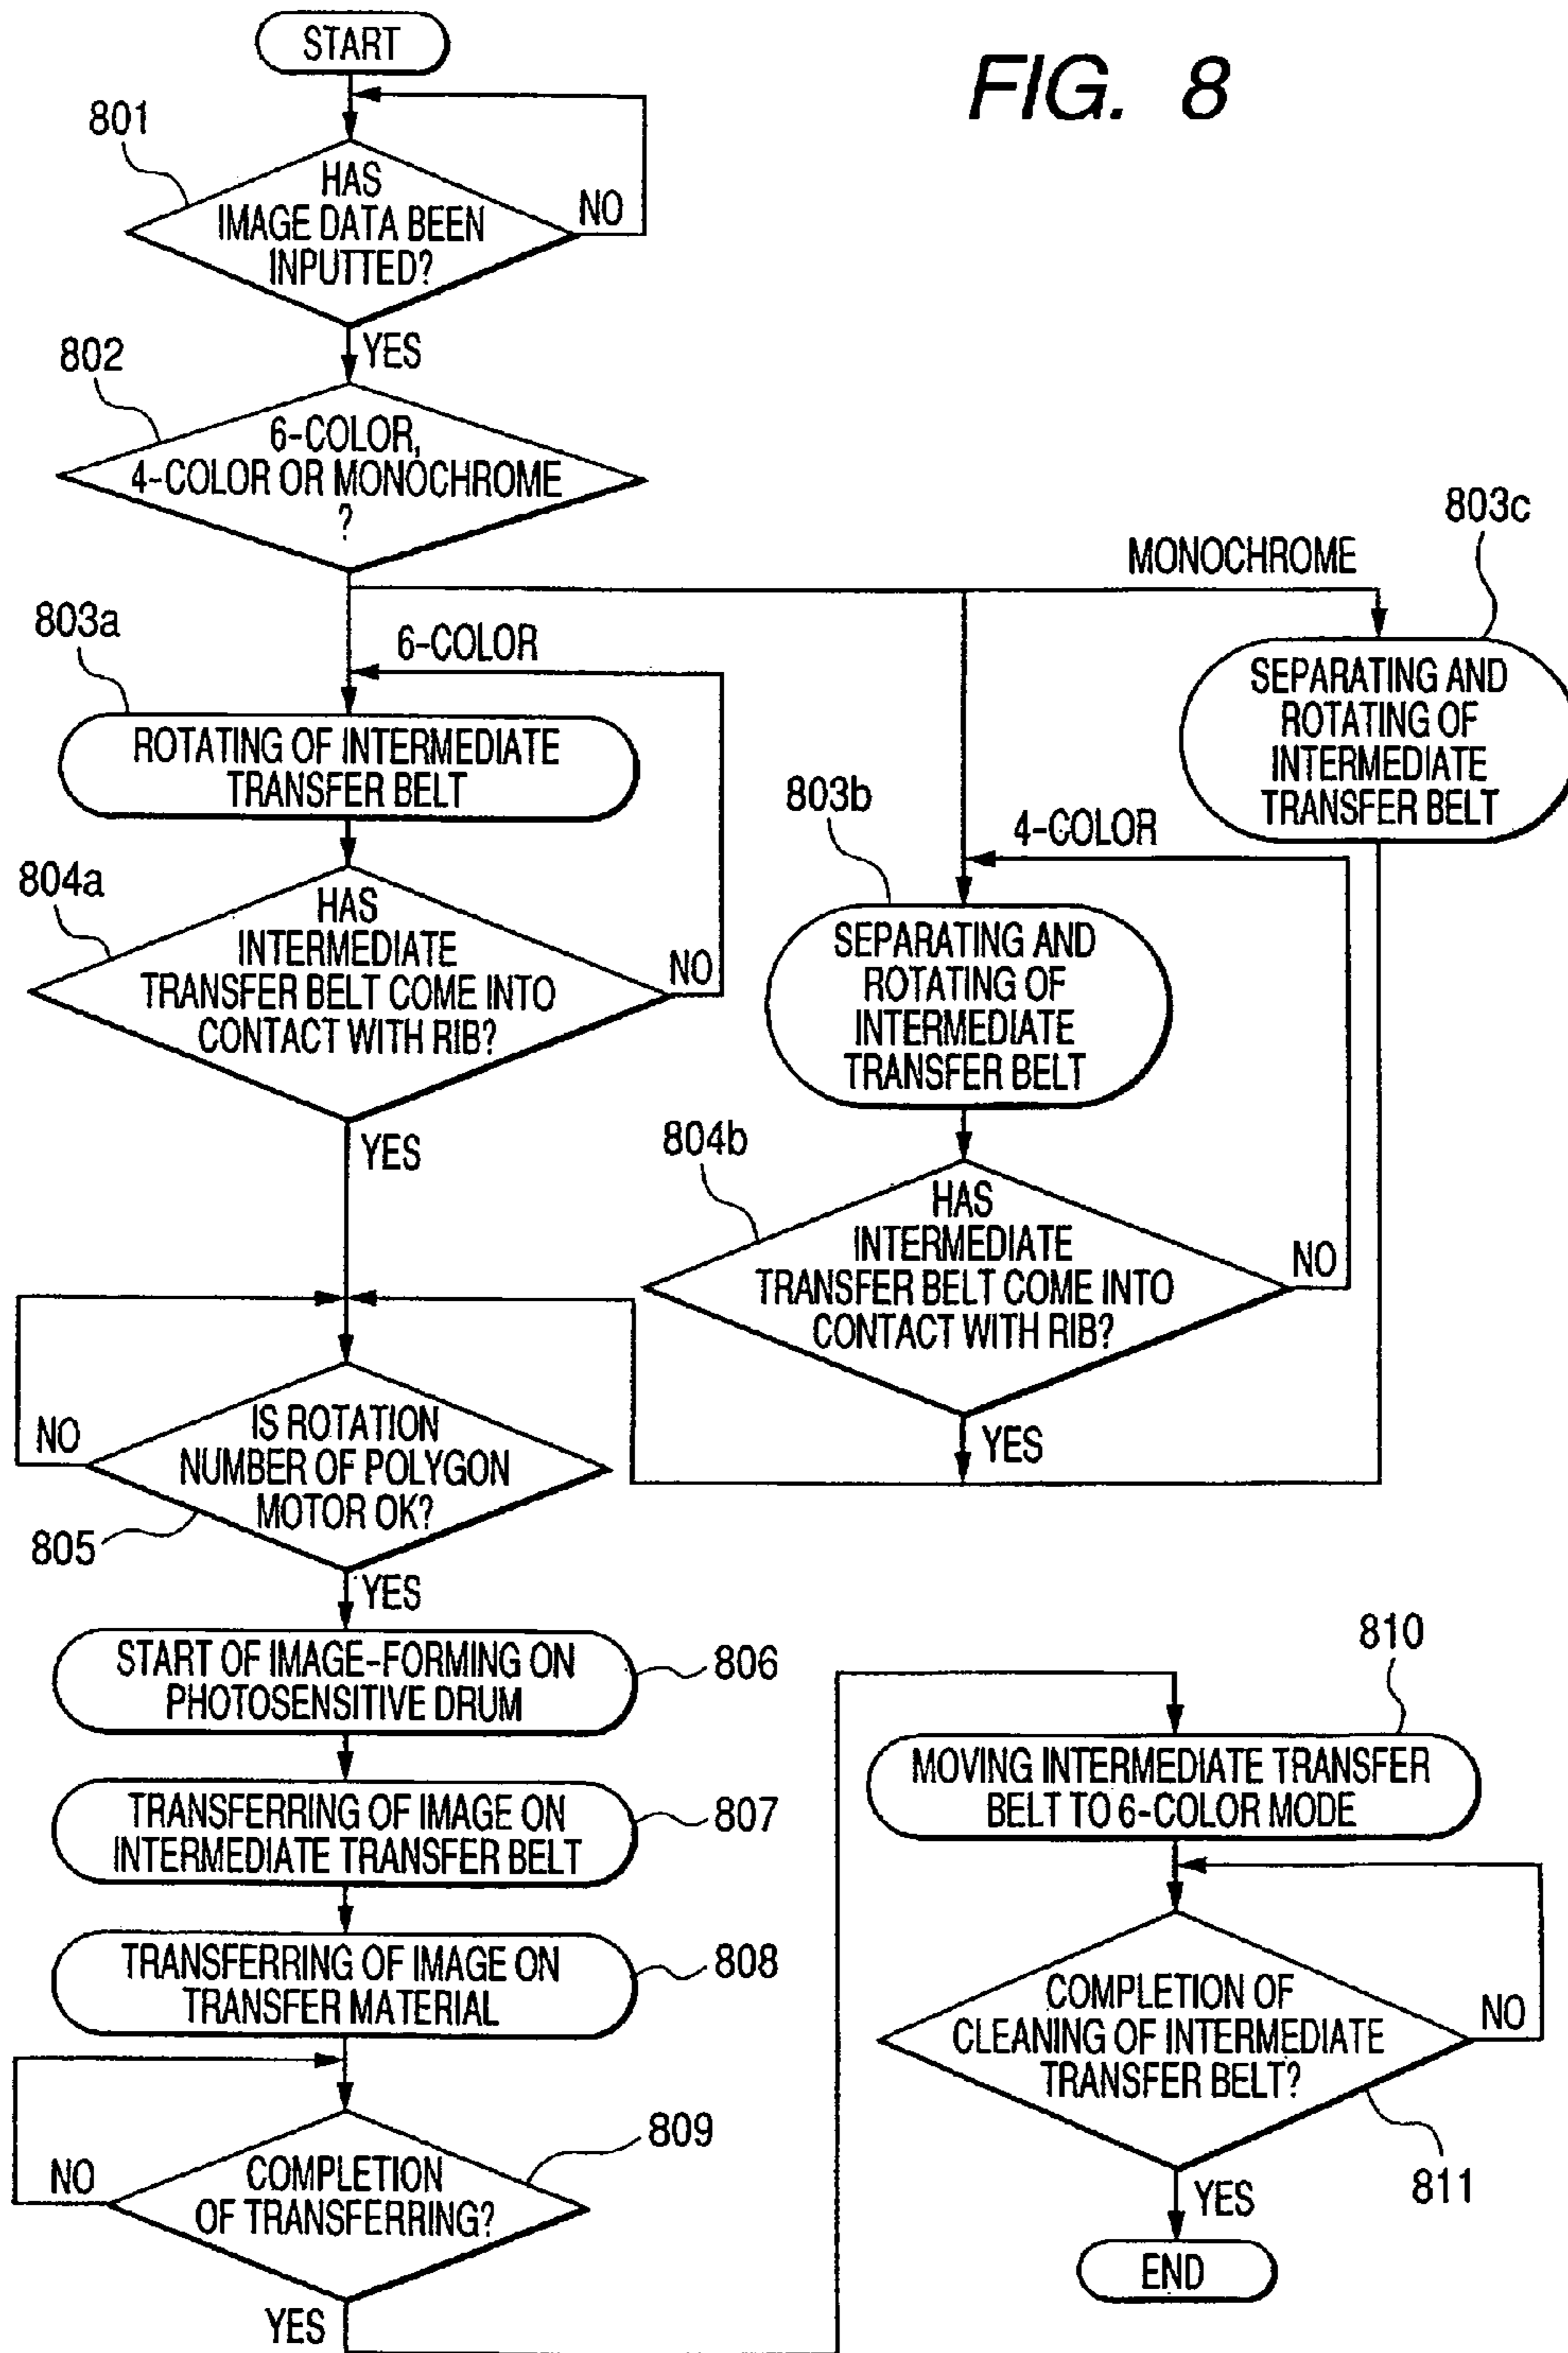 FIG. 8
START
801
HAS
IMAGE DATA BEEN
INPUTTED?
NO
YES
802
6-COLOR,
4-COLOR OR MONOCHROME
?
MONOCHROME
803c
SEPARATING AND
ROTATING OF
INTERMEDIATE
TRANSFER BELT
803a
6-COLOR
ROTATING OF INTERMEDIATE
TRANSFER BELT
804a
HAS
INTERMEDIATE
TRANSFER BELT COME INTO
CONTACT WITH RIB?
NO
YES
803b
4-COLOR
SEPARATING AND
ROTATING OF
INTERMEDIATE
TRANSFER BELT
804b
HAS
INTERMEDIATE
TRANSFER BELT COME INTO
CONTACT WITH RIB?
NO
YES
IS ROTATION
NUMBER OF POLYGON
MOTOR OK?
NO
805
YES
START OF IMAGE-FORMING ON
PHOTOSENSITIVE DRUM
806
TRANSFERRING OF IMAGE ON
INTERMEDIATE TRANSFER BELT
807
TRANSFERRING OF IMAGE ON
TRANSFER MATERIAL
808
809
COMPLETION
OF TRANSFERRING?
NO
YES
810
MOVING INTERMEDIATE TRANSFER
BELT TO 6-COLOR MODE
COMPLETION OF
CLEANING OF INTERMEDIATE
TRANSFER BELT?
NO
811
YES
END